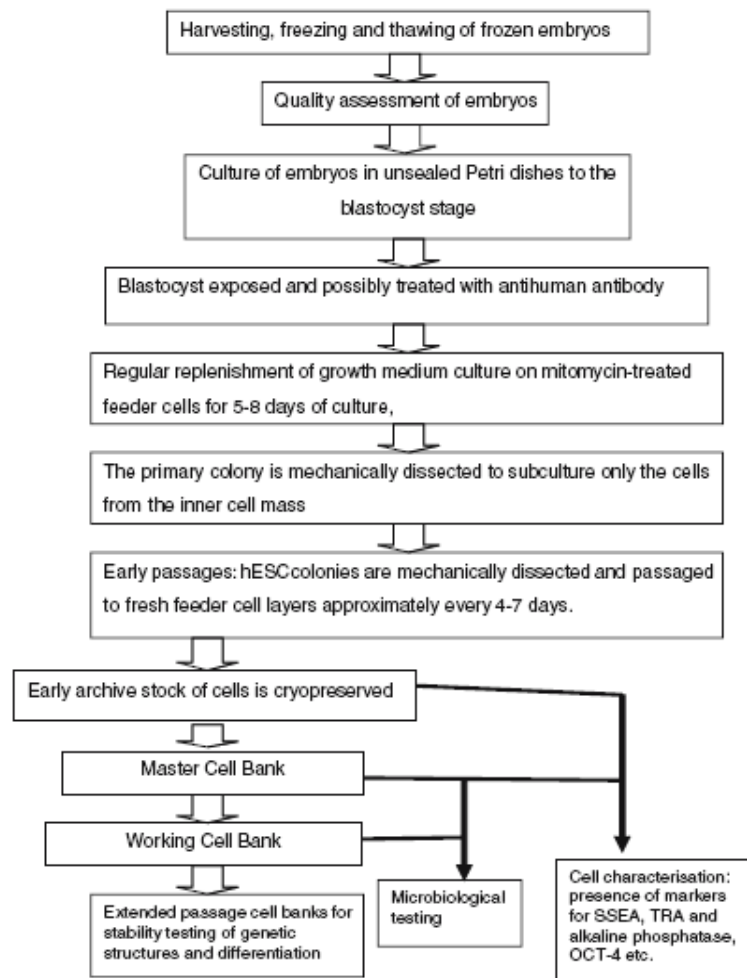 Harvesting, freezing and thawing of frozen embryos
Quality assessment of embryos
Culture of embryos in unsealed Petri dishes to the
blastocyst stage
Blastocyst exposed and possibly treated with antihuman antibody
Regular replenishment of growth medium culture on mitomycin-treated
feeder cells for 5-8 days of culture,
The primary colony is mechanically dissected to subculture only the cells
from the inner cell mass
Early passages: hESC colonies are mechanically dissected and passaged
to fresh feeder cell layers approximately every 4-7 days.
Early archive stock of cells is cryopreserved
Master Cell Bank
Working Cell Bank
Extended passage cell banks for
stability testing of genetic
structures and differentiation
Microbiological
testing
Cell characterisation:
presence of markers
for SSEA, TRA and
alkaline phosphatase,
OCT-4 etc.